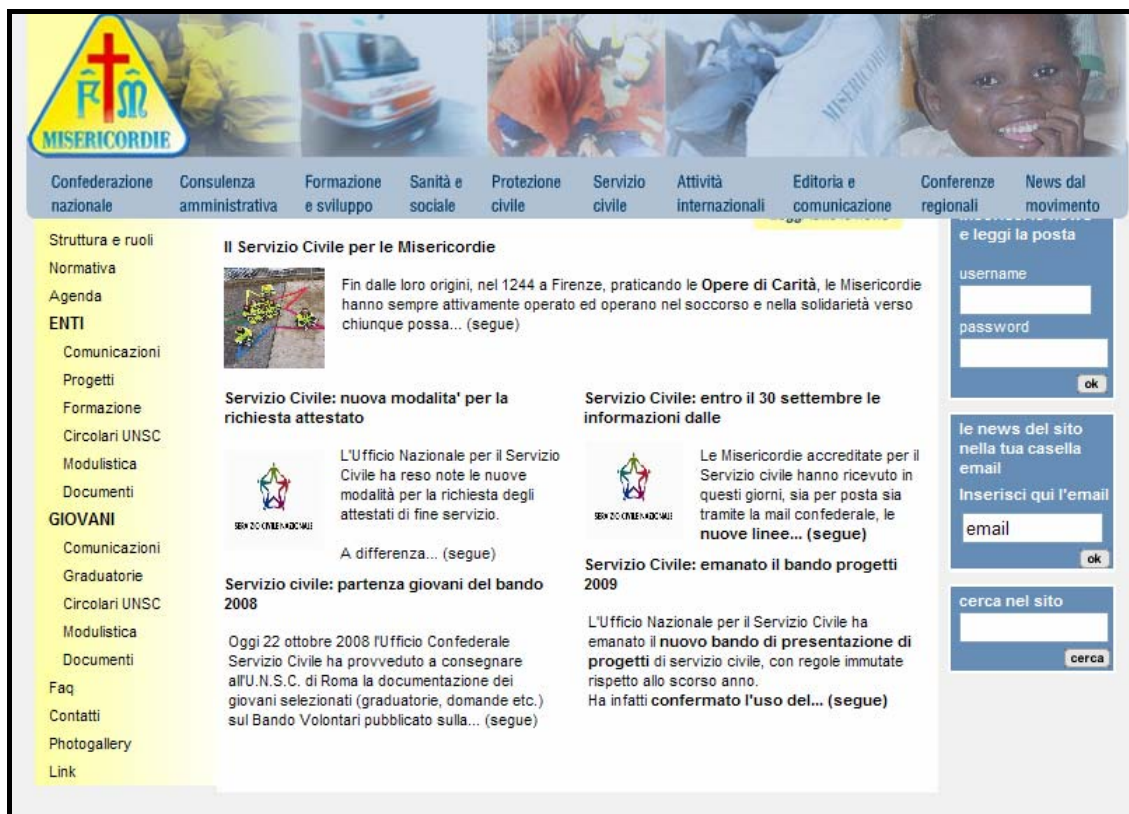 F M
MISERICORDIE
MISERICORDIE
Confederazione nazionale
Consulenza amministrativa
Formazione e sviluppo
Sanità e sociale
Protezione civile
Servizio civile
Attività internazionali
Editoria e comunicazione
Conferenze regionali
News dal movimento
Struttura e ruoli
Normativa
Agenda
ENTI
Comunicazioni
Progetti
Formazione
Circolari UNSC
Modulistica
Documenti
GIOVANI
Comunicazioni
Graduatorie
Circolari UNSC
Modulistica
Documenti
Faq
Contatti
Photogallery
Link
Il Servizio Civile per le Misericordie
Fin dalle loro origini, nel 1244 a Firenze, praticando le Opere di Carità, le Misericordie
hanno sempre attivamente operato ed operano nel soccorso e nella solidarietà verso
chiunque possa... (segue)
Servizio Civile: nuova modalita' per la
richiesta attestato
SERVIZIO CIVILE NAZIONALE
L'Ufficio Nazionale per il Servizio
Civile ha reso note le nuove
modalità per la richiesta degli
attestati di fine servizio.
A differenza... (segue)
Servizio Civile: entro il 30 settembre le
informazioni dalle
SERVIZIO CIVILE NAZIONALE
Le Misericordie accreditate per il
Servizio civile hanno ricevuto in
questi giorni, sia per posta sia
tramite la mail confederale, le
nuove linee... (segue)
Servizio civile: partenza giovani del bando
2008
Oggi 22 ottobre 2008 l'Ufficio Confederale
Servizio Civile ha provveduto a consegnare
all'U.N.S.C. di Roma la documentazione dei
giovani selezionati (graduatorie, domande etc.)
sul Bando Volontari pubblicato sulla... (segue)
Servizio Civile: emanato il bando progetti
2009
L'Ufficio Nazionale per il Servizio Civile ha
emanato il nuovo bando di presentazione di
progetti di servizio civile, con regole immutate
rispetto allo scorso anno.
Ha infatti confermato l'uso del... (segue)
e leggi la posta
username
password
ok
le news del sito
nella tua casella
email
Inserisci qui l'email
email
ok
cerca nel sito
cerca